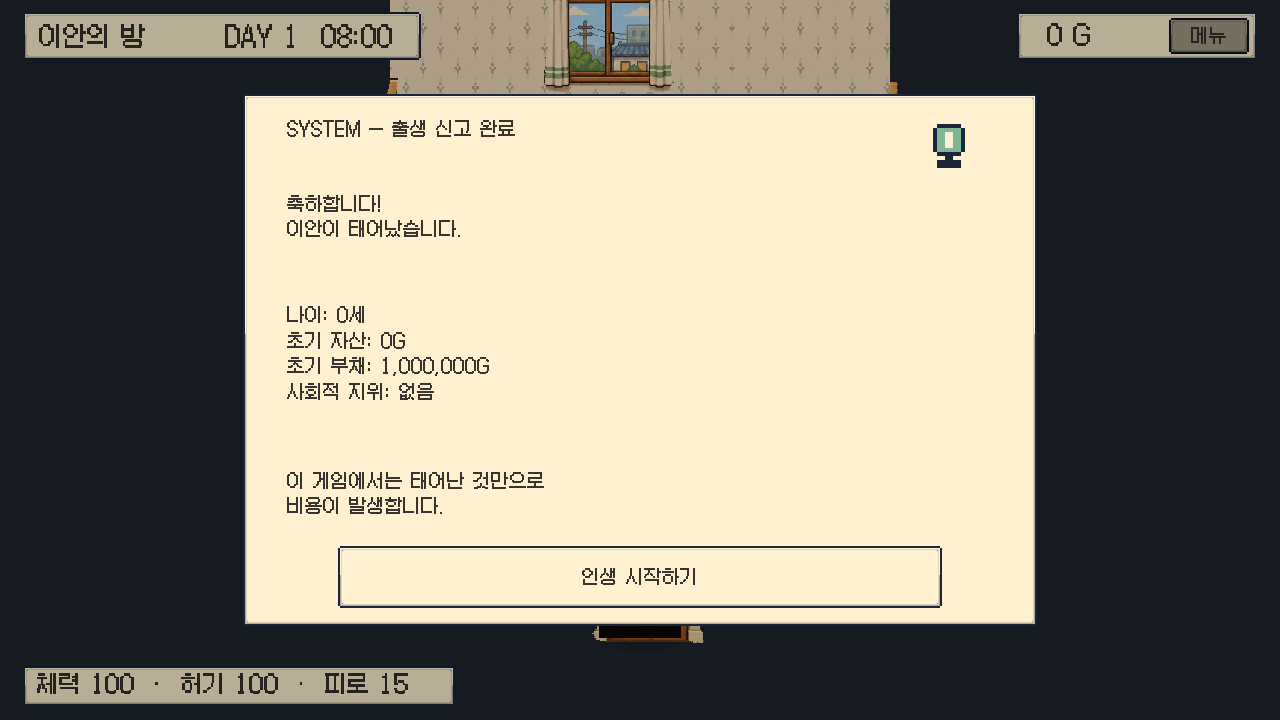 이안의 방 DAY 1 08:00
0 G 메뉴
SYSTEM — 출생 신고 완료
축하합니다!
이안이 태어났습니다.
나이: 0세
초기 자산: 0G
초기 부채: 1,000,000G
사회적 지위: 없음
이 게임에서는 태어난 것만으로
비용이 발생합니다.
인생 시작하기
체력 100 · 허기 100 · 피로 15